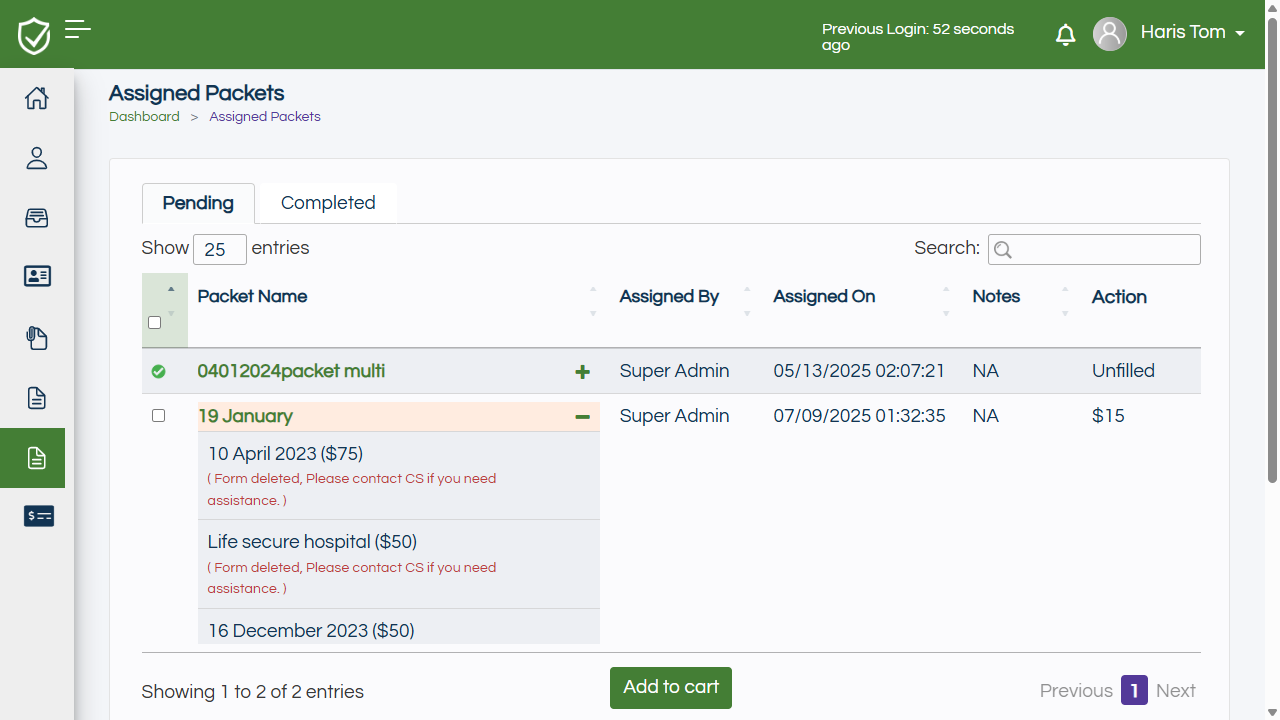 Previous Login: 52 seconds
ago
Haris Tom
Assigned Packets
Dashboard > Assigned Packets
Pending Completed
Show 25 entries Search:
Packet Name Assigned By Assigned On Notes Action
04012024packet multi Super Admin 05/13/2025 02:07:21 NA Unfilled
19 January Super Admin 07/09/2025 01:32:35 NA $15
10 April 2023 ($75)
( Form deleted, Please contact CS if you need
assistance. )
Life secure hospital ($50)
( Form deleted, Please contact CS if you need
assistance. )
16 December 2023 ($50)
Showing 1 to 2 of 2 entries Add to cart Previous 1 Next